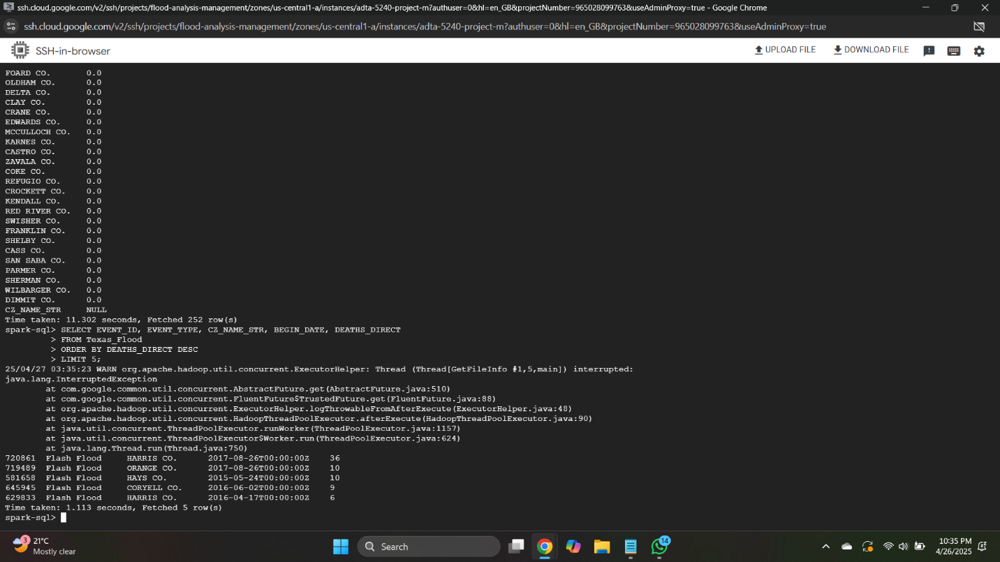 ssh.cloud.google.com/v2/ssh/projects/flood-analysis-management/zones/us-central1-a/instances/adta-5240-project-m?authuser=0&hl=en_GB&projectNumber=965028099763&useAdminProxy=true - Google Chrome
ssh.cloud.google.com/v2/ssh/projects/flood-analysis-management/zones/us-central1-a/instances/adta-5240-project-m?authuser=0&hl=en_GB&projectNumber=965028099763&useAdminProxy=true
SSH-in-browser UPLOAD FILE DOWNLOAD FILE
FOARD CO. 0.0
OLDHAM CO. 0.0
DELTA CO. 0.0
CLAY CO. 0.0
CRANE CO. 0.0
EDWARDS CO. 0.0
MCCULLOCH CO. 0.0
KARNES CO. 0.0
CASTRO CO. 0.0
ZAVALA CO. 0.0
COKE CO. 0.0
REFUGIO CO. 0.0
CROCKETT CO. 0.0
KENDALL CO. 0.0
RED RIVER CO. 0.0
SWISHER CO. 0.0
FRANKLIN CO. 0.0
SHELBY CO. 0.0
CASS CO. 0.0
SAN SABA CO. 0.0
PARMER CO. 0.0
SHERMAN CO. 0.0
WILBARGER CO. 0.0
DIMMIT CO. 0.0
CZ_NAME_STR NULL
Time taken: 11.302 seconds, Fetched 252 row(s)
spark-sql> SELECT EVENT_ID, EVENT_TYPE, CZ_NAME_STR, BEGIN_DATE, DEATHS_DIRECT
> FROM Texas_Flood
> ORDER BY DEATHS_DIRECT DESC
> LIMIT 5;
25/04/27 03:35:23 WARN org.apache.hadoop.util.concurrent.ExecutorHelper: Thread (Thread[GetFileInfo #1,5,main]) interrupted:
java.lang.InterruptedException
at com.google.common.util.concurrent.AbstractFuture.get(AbstractFuture.java:510)
at com.google.common.util.concurrent.FluentFuture$TrustedFuture.get(FluentFuture.java:88)
at org.apache.hadoop.util.concurrent.ExecutorHelper.logThrowableFromAfterExecute(ExecutorHelper.java:48)
at org.apache.hadoop.util.concurrent.HadoopThreadPoolExecutor.afterExecute(HadoopThreadPoolExecutor.java:90)
at java.util.concurrent.ThreadPoolExecutor.runWorker(ThreadPoolExecutor.java:1157)
at java.util.concurrent.ThreadPoolExecutor$Worker.run(ThreadPoolExecutor.java:624)
at java.lang.Thread.run(Thread.java:750)
720861 Flash Flood HARRIS CO. 2017-08-26T00:00:00Z 36
719489 Flash Flood ORANGE CO. 2017-08-26T00:00:00Z 10
581658 Flash Flood HAYS CO. 2015-05-24T00:00:00Z 10
645945 Flash Flood CORYELL CO. 2016-06-02T00:00:00Z 9
629833 Flash Flood HARRIS CO. 2016-04-17T00:00:00Z 6
Time taken: 1.113 seconds, Fetched 5 row(s)
spark-sql>
3 21°C
Mostly clear
Search
14
10:35 PM
4/26/2025